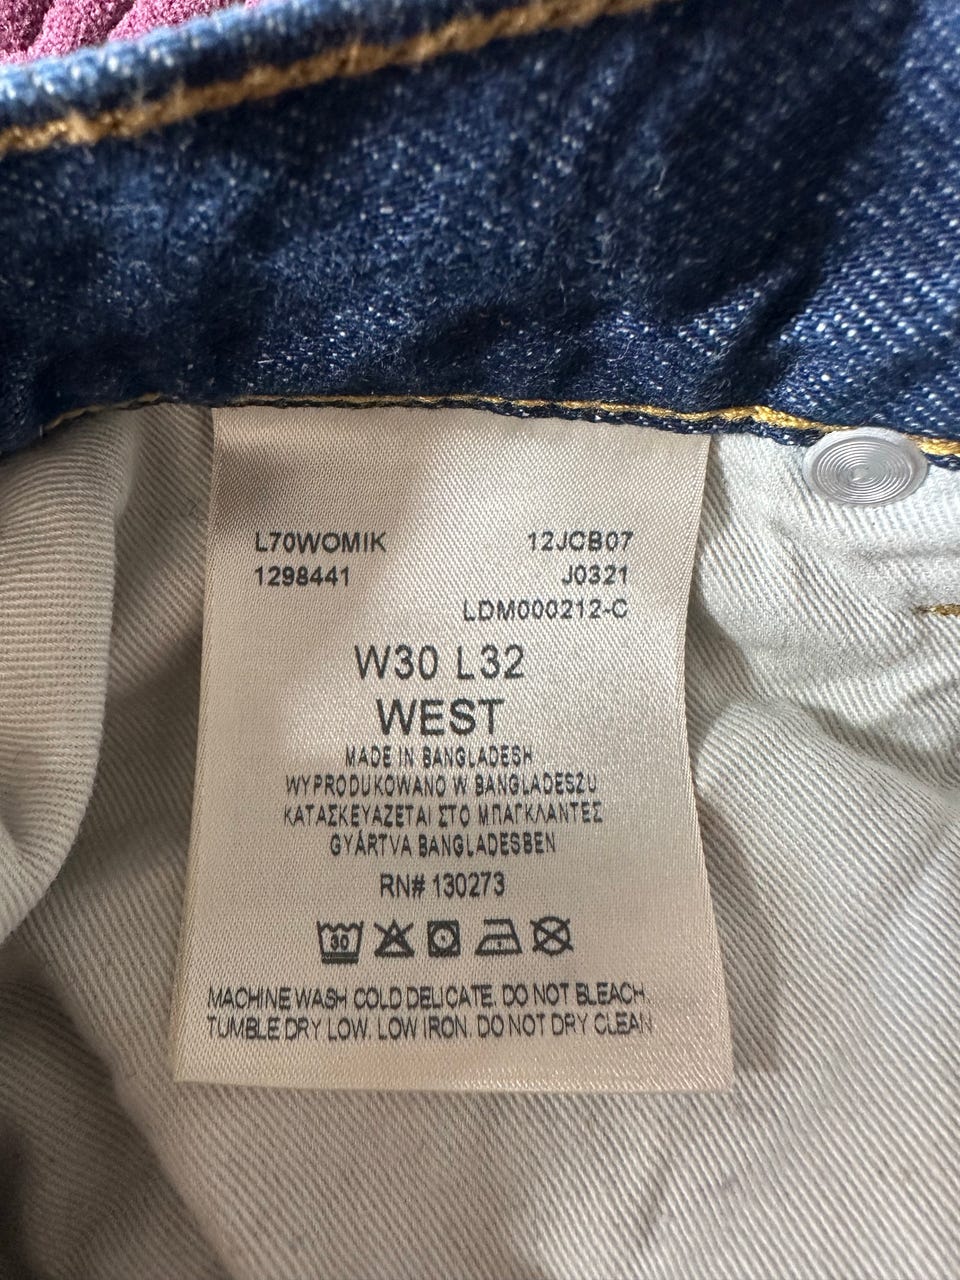 L70WOMIK 12JCB07
1298441 J0321
LDM000212-C
W30 L32
WEST
MADE IN BANGLADESH
WYPRODUKOWANO W BANGLADESZU
ΚΑΤΑΣΚΕΥΑΖΕΤΑΙ ΣΤΟ ΜΠΑΓΚΛΑΝΤΕΣ
GYÁRTVA BANGLADESBEN
RN# 130273
30
MACHINE WASH COLD DELICATE. DO NOT BLEACH.
TUMBLE DRY LOW. LOW IRON. DO NOT DRY CLEAN